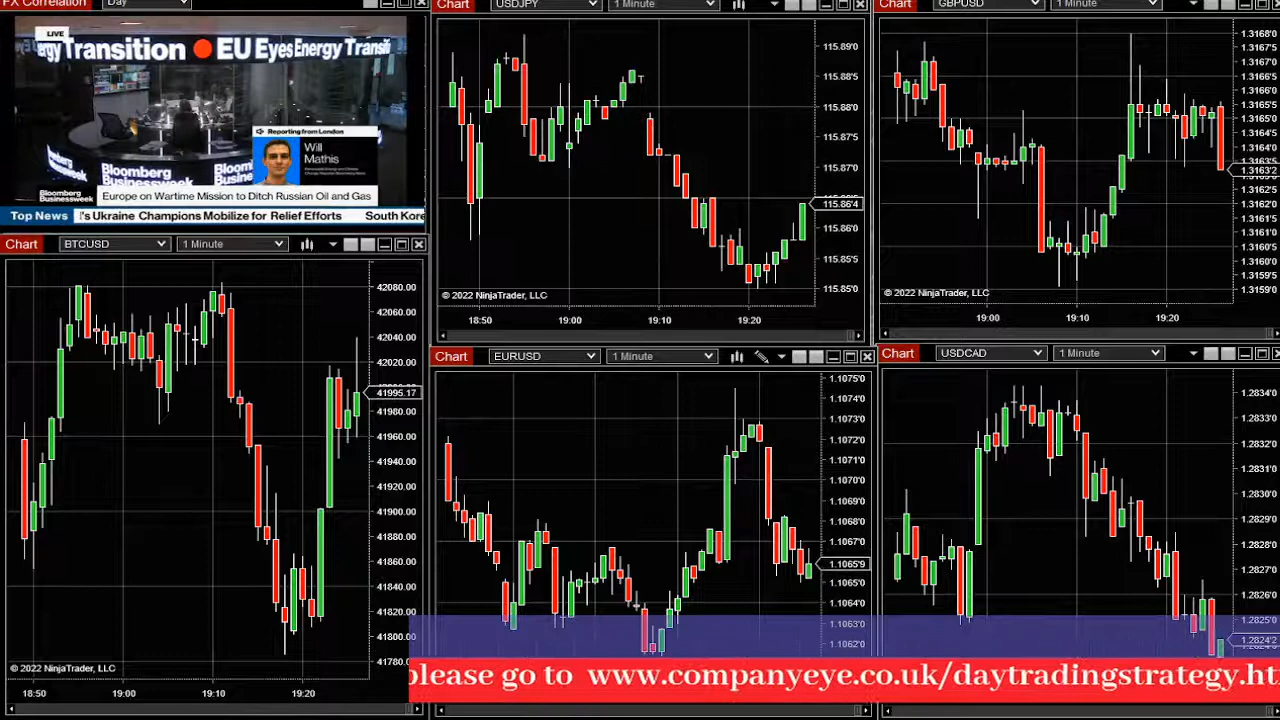 FX Correlation Day
LIVE
Transition EU Eyes Energy Transiti
Reporting from London
Will
Mathis
Bloomberg
Businessweek
Bloomberg
Businessweek
Europe on Wartime Mission to Ditch Russian Oil and Gas
Top News 's Ukraine Champions Mobilize for Relief Efforts South Kore
Chart USDJPY 1 Minute
115.89'0
115.88'5
115.88'0
115.87'5
115.87'0
115.86'4
115.86'0
115.85'5
115.85'0
© 2022 NinjaTrader, LLC
18:50 19:00 19:10 19:20
Chart GBPUSD 1 Minute
1.3168'0
1.3167'0
1.3166'0
1.3165'0
1.3164'0
1.3163'2
1.3162'0
1.3161'0
1.3160'0
1.3159'0
© 2022 NinjaTrader, LLC
19:00 19:10 19:20
Chart BTCUSD 1 Minute
42080.00
42060.00
42040.00
42020.00
41995.17
41980.00
41960.00
41940.00
41920.00
41900.00
41880.00
41860.00
41840.00
41820.00
41800.00
41780.00
© 2022 NinjaTrader, LLC
18:50 19:00 19:10 19:20
Chart EURUSD 1 Minute
1.1075'0
1.1073'0
1.1072'0
1.1071'0
1.1070'0
1.1069'0
1.1068'0
1.1067'0
1.1065'9
1.1065'0
1.1064'0
1.1063'0
1.1062'0
Chart USDCAD 1 Minute
1.2834'0
1.2832'0
1.2831'0
1.2829'0
1.2828'0
1.2827'0
1.2826'0
1.2825'0
1.2824'2
please go to www.companyeye.co.uk/daytradingstrategy.ht